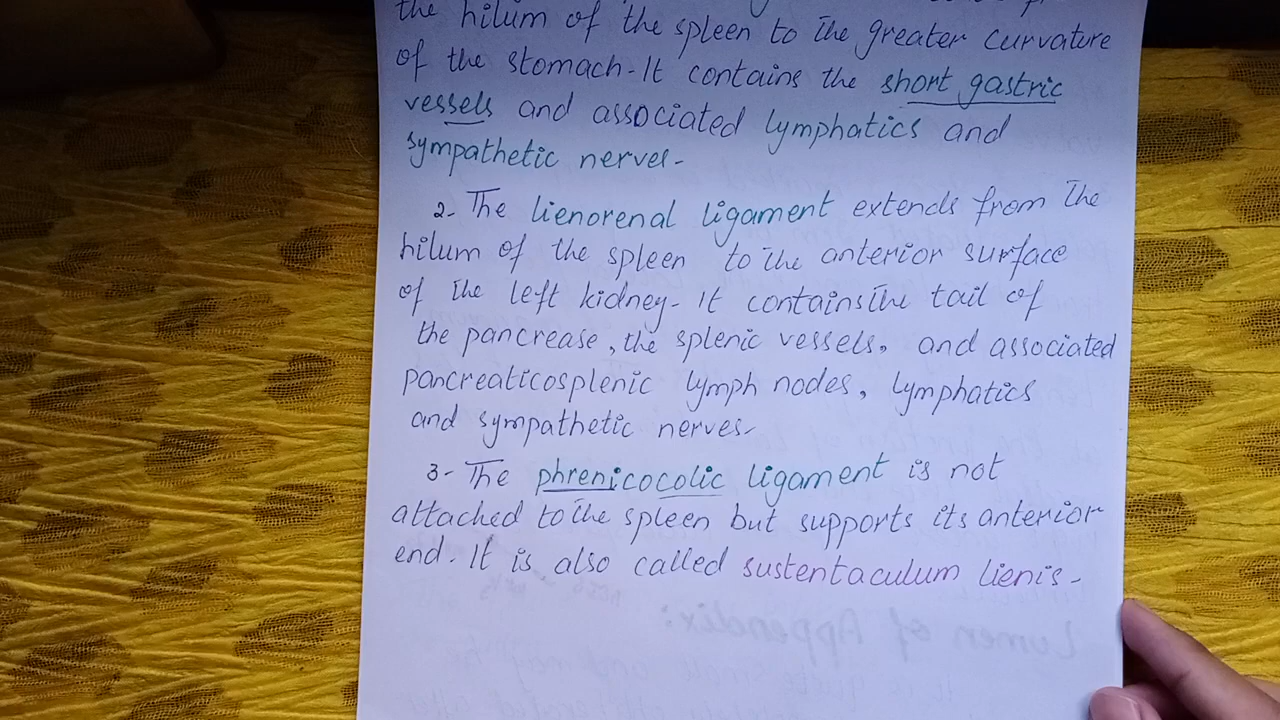 the hilum of the spleen to the greater curvature
of the stomach. It contains the short gastric
vessels and associated lymphatics and
sympathetic nerves-
2- The lienorenal ligament extends from the
hilum of the spleen to the anterior surface
of the left kidney- It contains the tail of
the pancrease, the splenic vessels, and associated
pancreaticosplenic lymph nodes, lymphatics
and sympathetic nerves-
3- The phrenicocolic ligament is not
attached to the spleen but supports its anterior
end. It is also called sustentaculum lienis-
Lumen of Appendix: